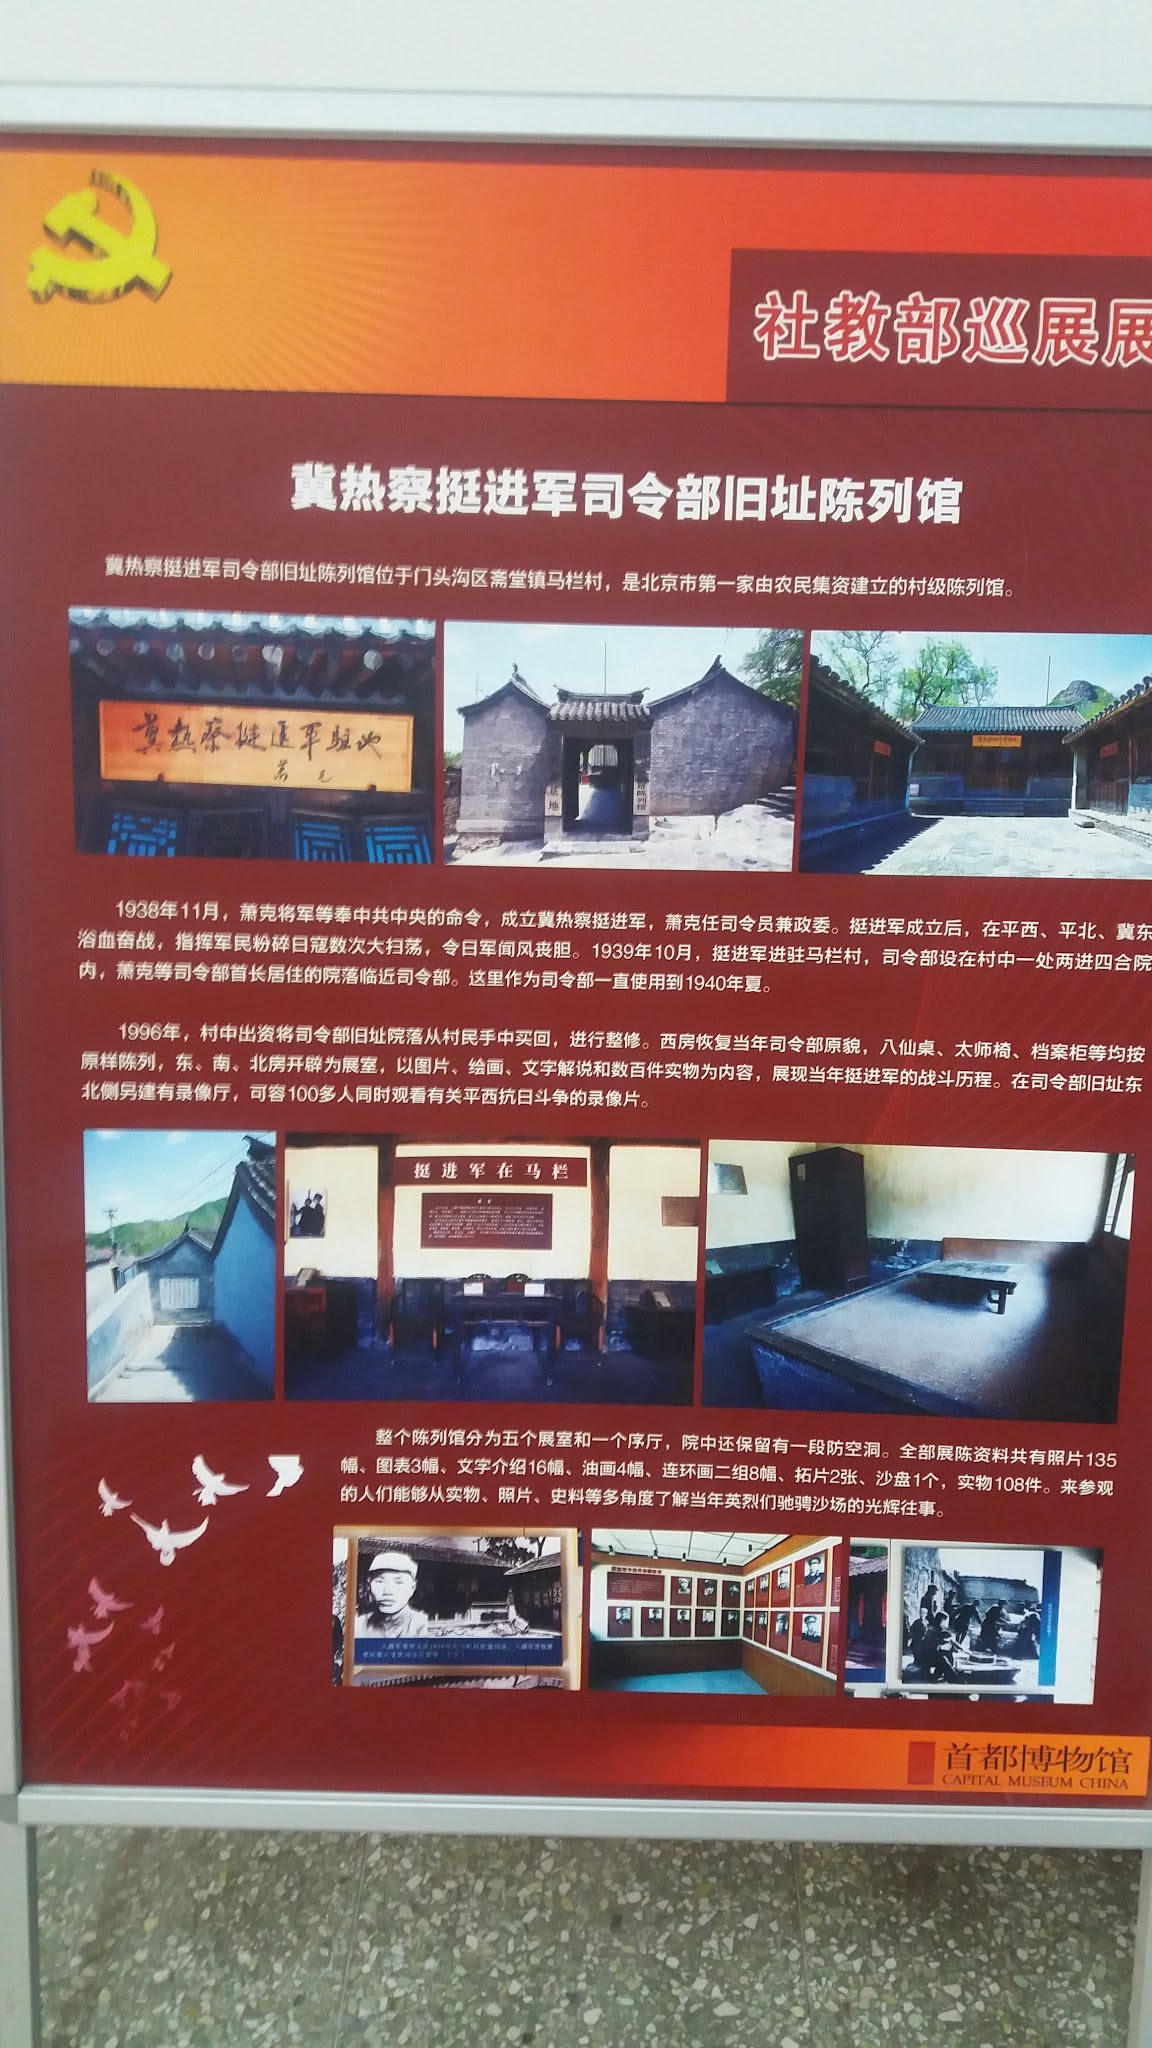 社教部巡展展
冀热察挺进军司令部旧址陈列馆
冀热察挺进军司令部旧址陈列馆位于门头沟区斋堂镇马栏村，是北京市第一家由农民集资建立的村级陈列馆。
冀热察挺進軍駐地
萧克
基地
陈列馆
1938年11月，萧克将军等奉中共中央的命令，成立冀热察挺进军，萧克任司令员兼政委。挺进军成立后，在平西、平北、冀东
浴血奋战，指挥军民粉碎日寇数次大扫荡，令日军闻风丧胆。1939年10月，挺进军进驻马栏村，司令部设在村中一处两进四合院
内，萧克等司令部首长居住的院落临近司令部。这里作为司令部一直使用到1940年夏。
1996年，村中出资将司令部旧址院落从村民手中买回，进行整修。西房恢复当年司令部原貌，八仙桌、太师椅、档案柜等均按
原样陈列，东、南、北房开辟为展室，以图片、绘画、文字解说和数百件实物为内容，展现当年挺进军的战斗历程。在司令部旧址东
北侧另建有录像厅，可容100多人同时观看有关平西抗日斗争的录像片。
挺进军在马栏
整个陈列馆分为五个展室和一个序厅，院中还保留有一段防空洞。全部展陈资料共有照片135
幅、图表3幅、文字介绍16幅、油画4幅、连环画二组8幅、拓片2张、沙盘1个，实物108件。来参观
的人们能够从实物、照片、史料等多角度了解当年英烈们驰骋沙场的光辉往事。
首都博物馆
CAPITAL MUSEUM CHINA